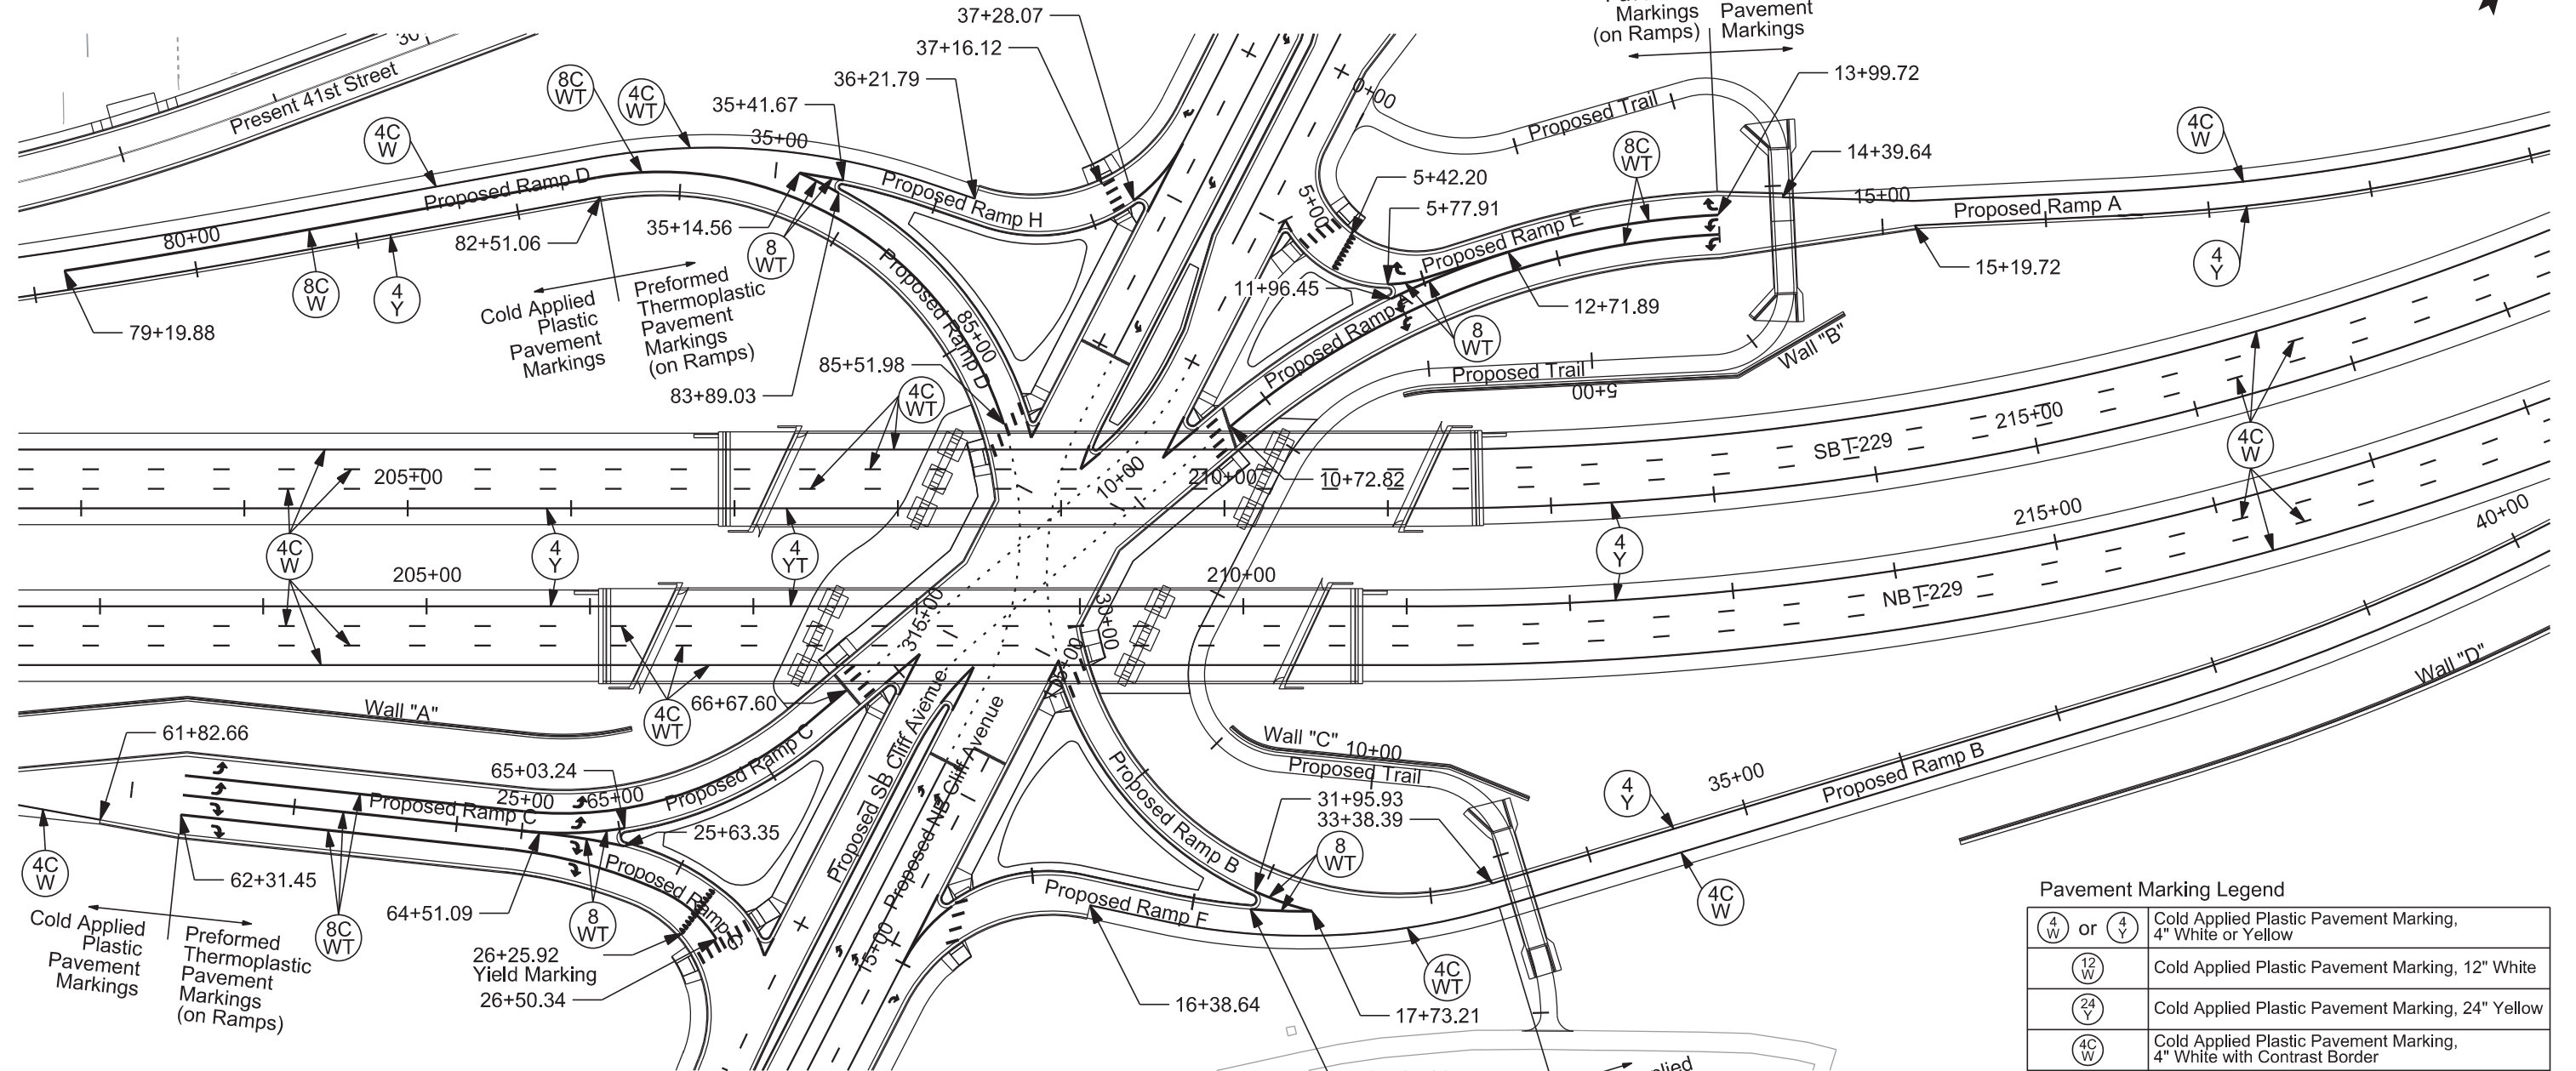 37+28.07
37+16.12
36+21.79
35+41.67
Markings
(on Ramps)
Pavement
Markings
13+99.72
14+39.64
Present 41st Street
8C
WT
4C
WT
4C
W
35+00
Proposed Ramp D
80+00
79+19.88
8C
W
4
Y
82+51.06
35+14.56
8
WT
Proposed Ramp H
Cold Applied
Plastic
Pavement
Markings
Preformed
Thermoplastic
Pavement
Markings
(on Ramps)
Proposed Ramp D
85+00
85+51.98
83+89.03
4C
WT
0+00
Proposed Trail
8C
WT
5+00
5+42.20
5+77.91
Proposed Ramp E
11+96.45
Proposed Ramp A
8
WT
12+71.89
15+00
Proposed Ramp A
15+19.72
4C
W
4
Y
Proposed Trail
5+00
Wall "B"
205+00
10+00
210+00
10+72.82
SB I-229
215+00
4C
W
4C
W
4
Y
4
YT
4
Y
205+00
210+00
215+00
NB I-229
40+00
315+00
30+00
Wall "A"
4C
WT
66+67.60
61+82.66
65+03.24
25+00
65+00
Proposed Ramp C
Proposed Ramp C
25+63.35
Proposed SB Cliff Avenue
Proposed NB Cliff Avenue
15+00
4C
W
62+31.45
Cold Applied
Plastic
Pavement
Markings
Preformed
Thermoplastic
Pavement
Markings
(on Ramps)
8C
WT
64+51.09
8
WT
26+25.92
Yield Marking
26+50.34
Wall "C"
10+00
Proposed Trail
Proposed Ramp B
31+95.93
33+38.39
8
WT
Proposed Ramp F
16+38.64
17+73.21
4C
WT
4
Y
35+00
Proposed Ramp B
4C
W
Wall "D"
Pavement Marking Legend
4
W
or
4
Y
Cold Applied Plastic Pavement Marking,
4" White or Yellow
12
W
Cold Applied Plastic Pavement Marking, 12" White
24
Y
Cold Applied Plastic Pavement Marking, 24" Yellow
4C
W
Cold Applied Plastic Pavement Marking,
4" White with Contrast Border